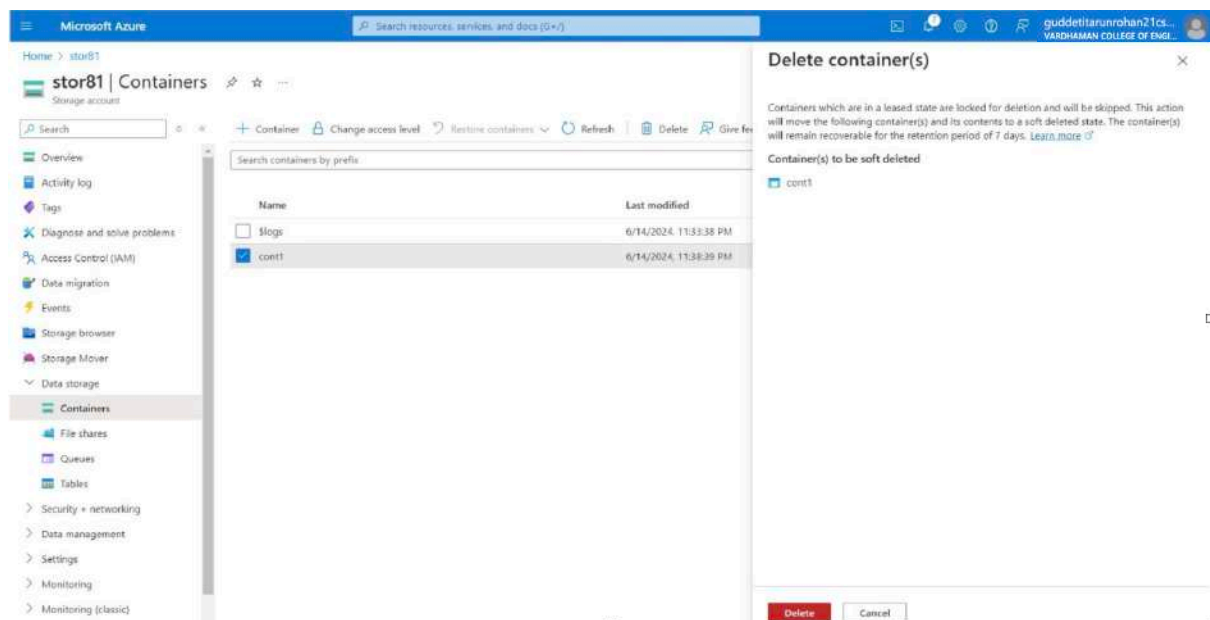 Microsoft Azure
Search resources, services, and docs (G+/)
guddetitarunrohan21cs...
VARDHAMAN COLLEGE OF ENGI...
Home > stor81
stor81 | Containers
Storage account
Search
Overview
Activity log
Tags
Diagnose and solve problems
Access Control (IAM)
Data migration
Events
Storage browser
Storage Mover
Data storage
Containers
File shares
Queues
Tables
Security + networking
Data management
Settings
Monitoring
Monitoring (classic)
+ Container Change access level Restore containers Refresh Delete Give fe
Search containers by prefix
Name Last modified
$logs 6/14/2024, 11:33:38 PM
cont1 6/14/2024, 11:38:39 PM
Delete container(s)
Containers which are in a leased state are locked for deletion and will be skipped. This action
will move the following container(s) and its contents to a soft deleted state. The container(s)
will remain recoverable for the retention period of 7 days. Learn more
Container(s) to be soft deleted
cont1
Delete Cancel